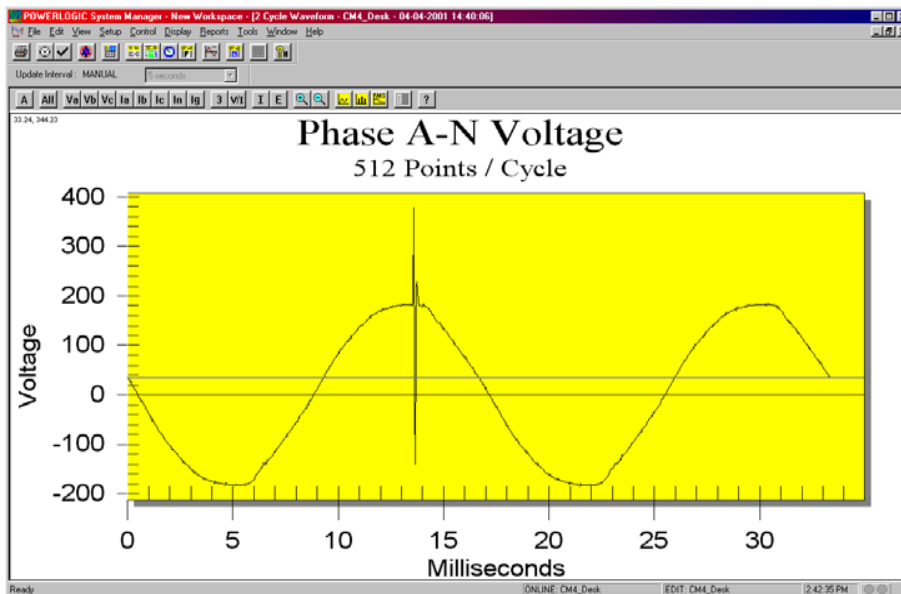 POWERLOGIC System Manager - New Workspace - [2 Cycle Waveform - CM4_Desk - 04-04-2001 14:40:06]
File Edit View Setup Control Display Reports Tools Window Help
Update Interval: MANUAL 5 seconds
A All Va Vb Vc Ia Ib Ic In Ig 3 V/I I E ?
33.24, 344.23
Phase A-N Voltage
512 Points / Cycle
400
300
200
100
0
-100
-200
Voltage
0 5 10 15 20 25 30
Milliseconds
Ready ONLINE: CM4_Desk EDIT: CM4_Desk 2:42:35 PM